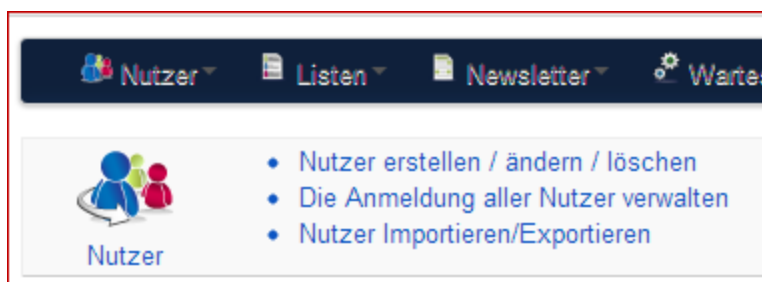 Nutzer Listen Newsletter
Nutzer erstellen / ändern / löschen
Die Anmeldung aller Nutzer verwalten
Nutzer Importieren/Exportieren
Nutzer